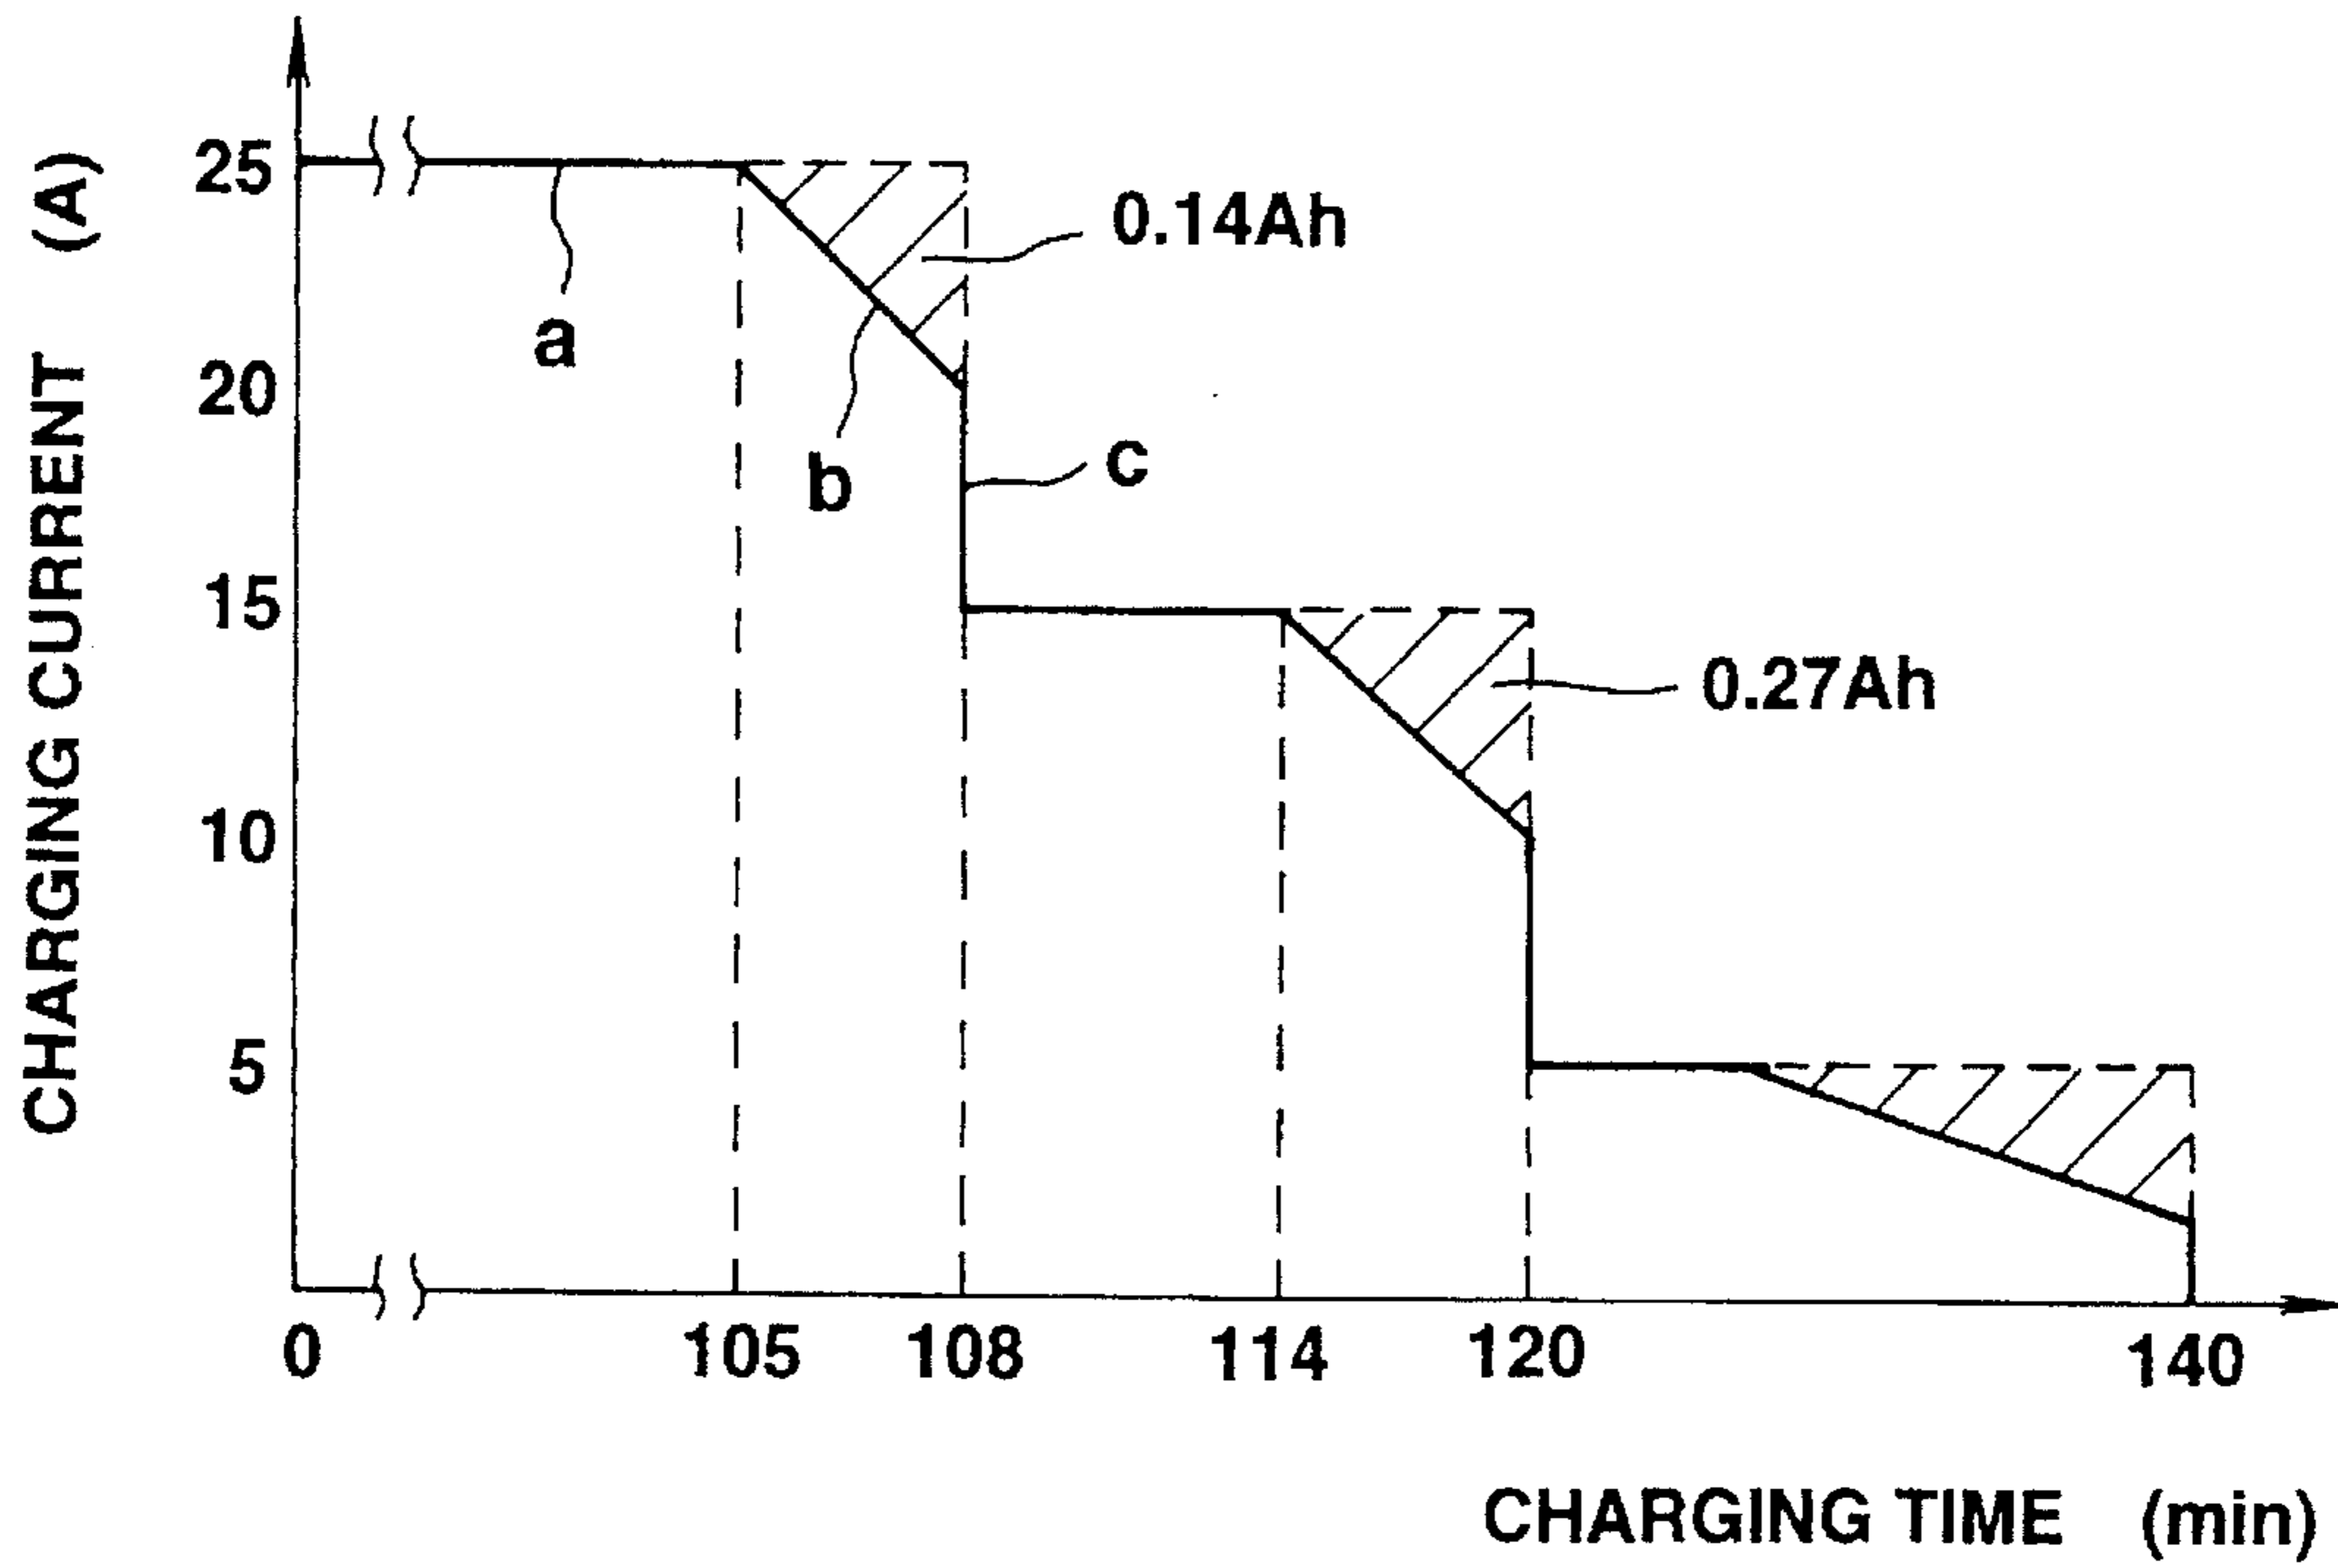 CHARGING CURRENT (A)
25
20
15
10
5
0.14Ah
a
b
c
0.27Ah
0
105
108
114
120
140
CHARGING TIME (min)